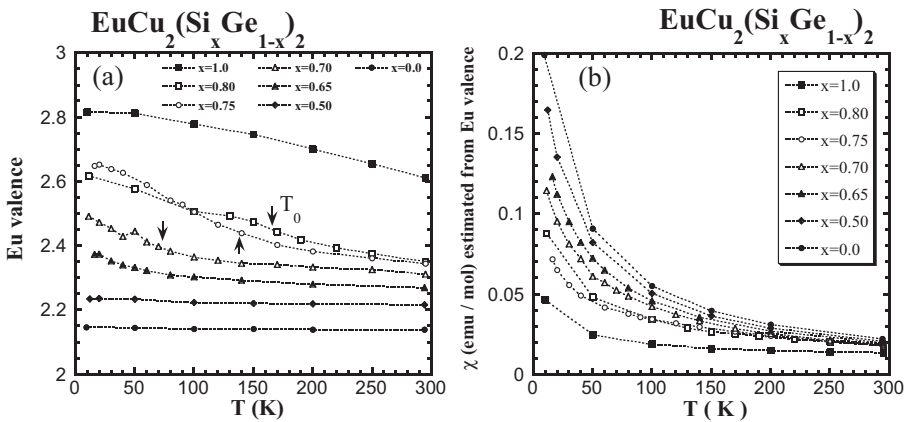 EuCu2(SixGe1-x)2
3
(a)
x=1.0
x=0.70
x=0.0
x=0.80
x=0.65
x=0.75
x=0.50
2.8
2.6
T0
2.4
2.2
2
Eu valence
0 50 100 150 200 250 300
T (K)
EuCu2(SixGe1-x)2
0.2
(b)
x=1.0
x=0.80
x=0.75
x=0.70
x=0.65
x=0.50
x=0.0
0.15
0.1
0.05
0
χ (emu / mol) estimated from Eu valence
0 50 100 150 200 250 300
T ( K )